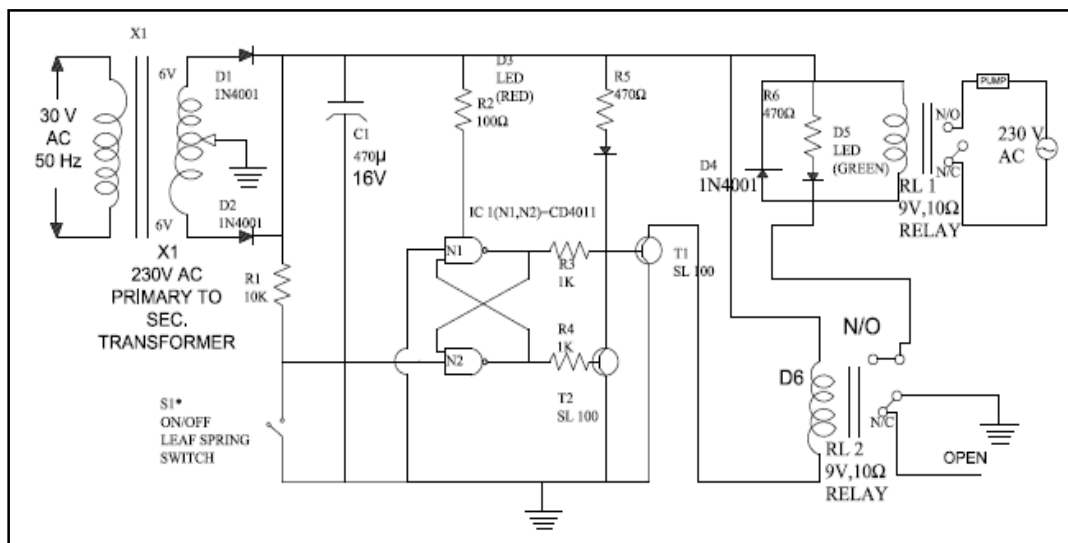 X1
30 V
AC
50 Hz
6V
D1
1N4001
D2
1N4001
6V
X1
230V AC
PRIMARY TO
SEC.
TRANSFORMER
R1
10K
S1*
ON/OFF
LEAF SPRING
SWITCH
C1
470µ
16V
D3
LED
(RED)
R2
100Ω
IC 1(N1,N2)=CD4011
N1
N2
R3
1K
R4
1K
R5
470Ω
T1
SL 100
T2
SL 100
R6
470Ω
D5
LED
(GREEN)
D4
1N4001
N/O
N/C
RL 1
9V,10Ω
RELAY
PUMP
230 V
AC
N/O
D6
N/C
RL 2
9V,10Ω
RELAY
OPEN